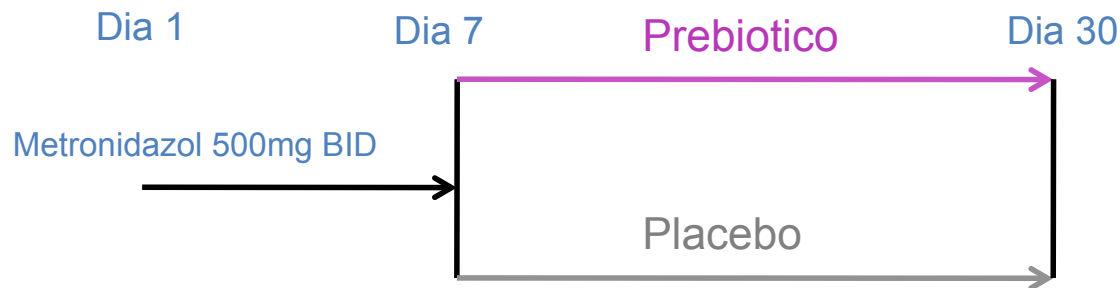 Dia 1
Dia 7
Prebiotico
Dia 30
Metronidazol 500mg BID
Placebo